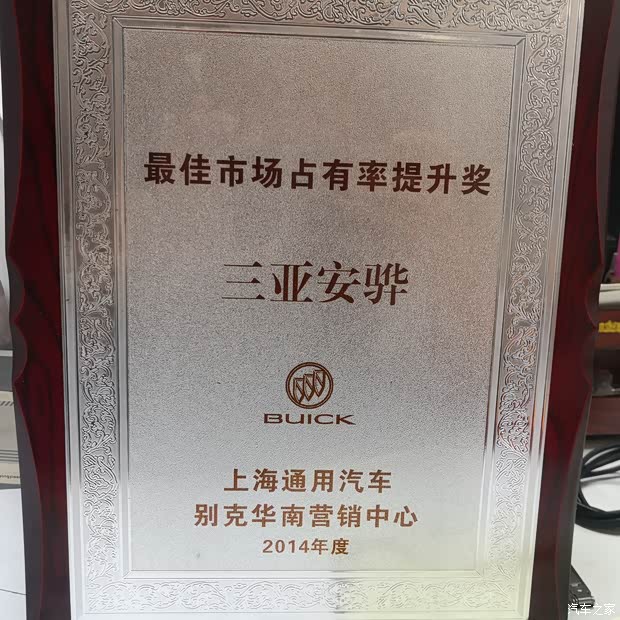 最佳市场占有率提升奖
三亚安骅
BUICK
上海通用汽车
别克华南营销中心
2014年度
汽车之家